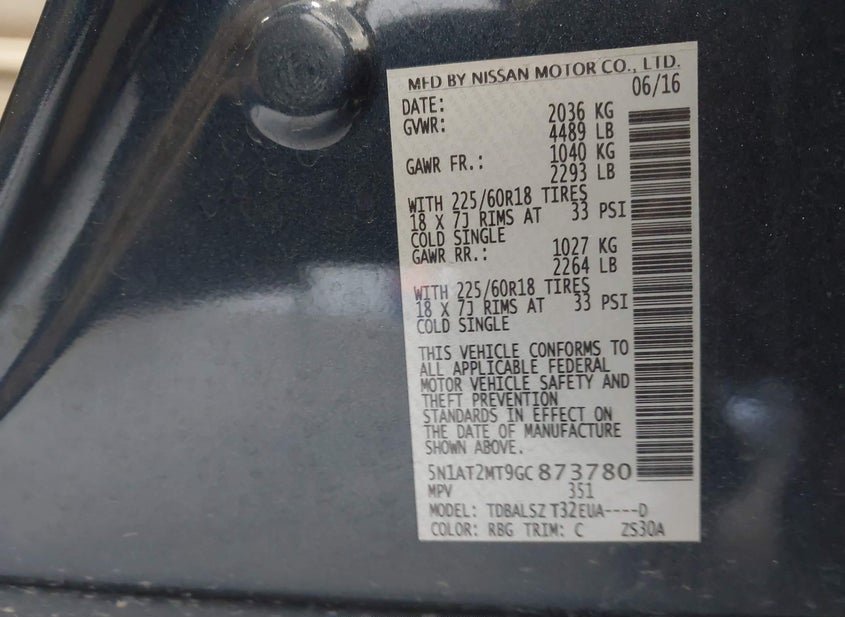 MFD BY NISSAN MOTOR CO., LTD.
DATE: 06/16
GVWR: 2036 KG
4489 LB
GAWR FR.: 1040 KG
2293 LB
WITH 225/60R18 TIRES
18 X 7J RIMS AT 33 PSI
COLD SINGLE
GAWR RR.: 1027 KG
2264 LB
WITH 225/60R18 TIRES
18 X 7J RIMS AT 33 PSI
COLD SINGLE
THIS VEHICLE CONFORMS TO
ALL APPLICABLE FEDERAL
MOTOR VEHICLE SAFETY AND
THEFT PREVENTION
STANDARDS IN EFFECT ON
THE DATE OF MANUFACTURE
SHOWN ABOVE.
5N1AT2MT9GC873780
MPV 351
MODEL: TDBALSZ T32EUA----D
COLOR: RBG TRIM: C ZS30A